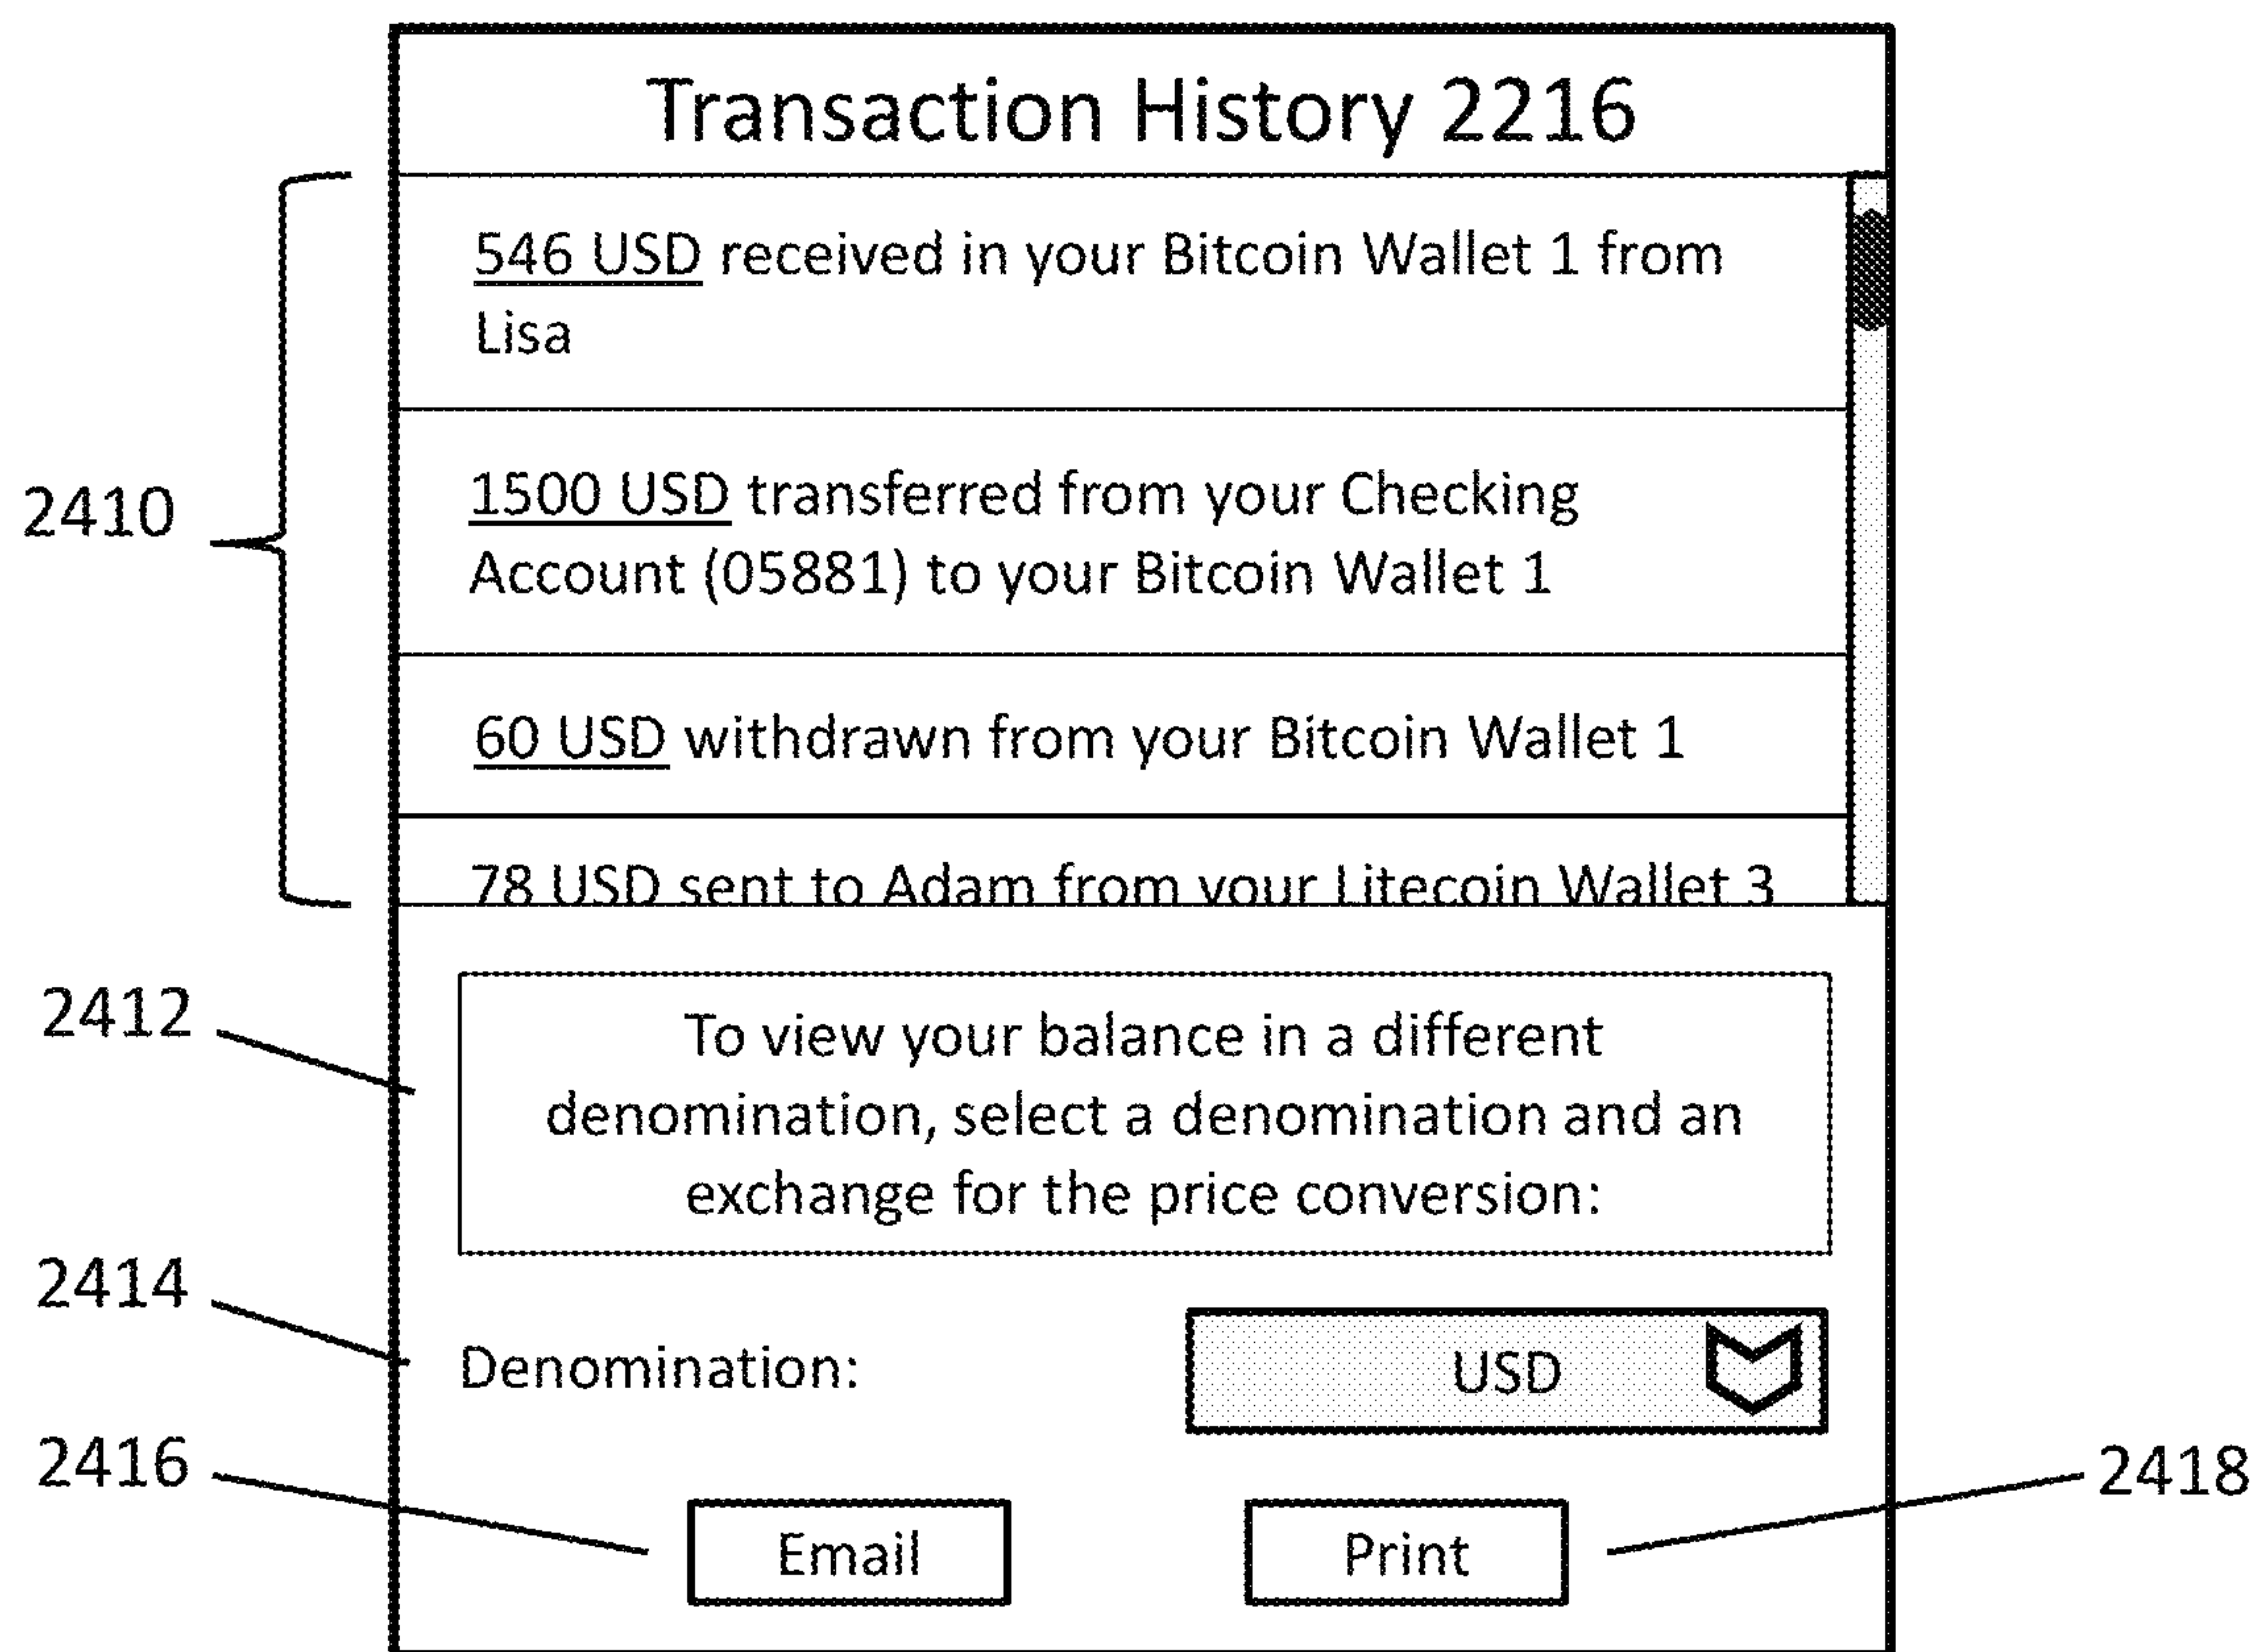 Transaction History 2216
546 USD received in your Bitcoin Wallet 1 from
Lisa
2410
1500 USD transferred from your Checking
Account (05881) to your Bitcoin Wallet 1
60 USD withdrawn from your Bitcoin Wallet 1
78 USD sent to Adam from your Litecoin Wallet 3
2412
To view your balance in a different
denomination, select a denomination and an
exchange for the price conversion:
2414
Denomination:
USD
2416
2418
Email
Print